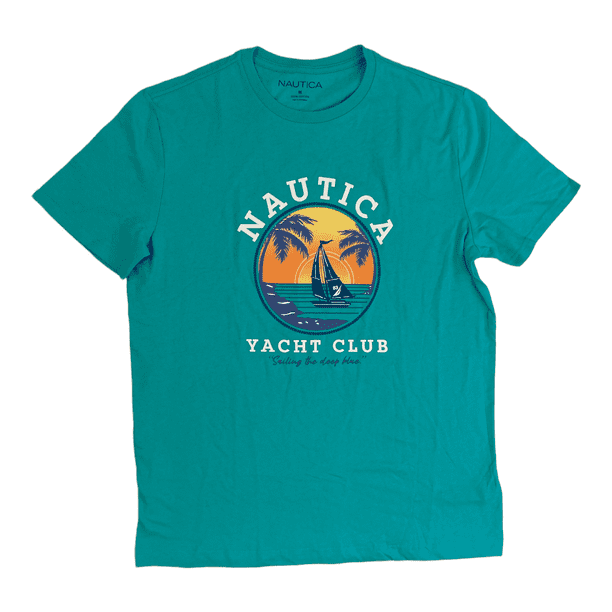 NAUTICA
NAUTICA
YACHT CLUB
Sailing the deep blue